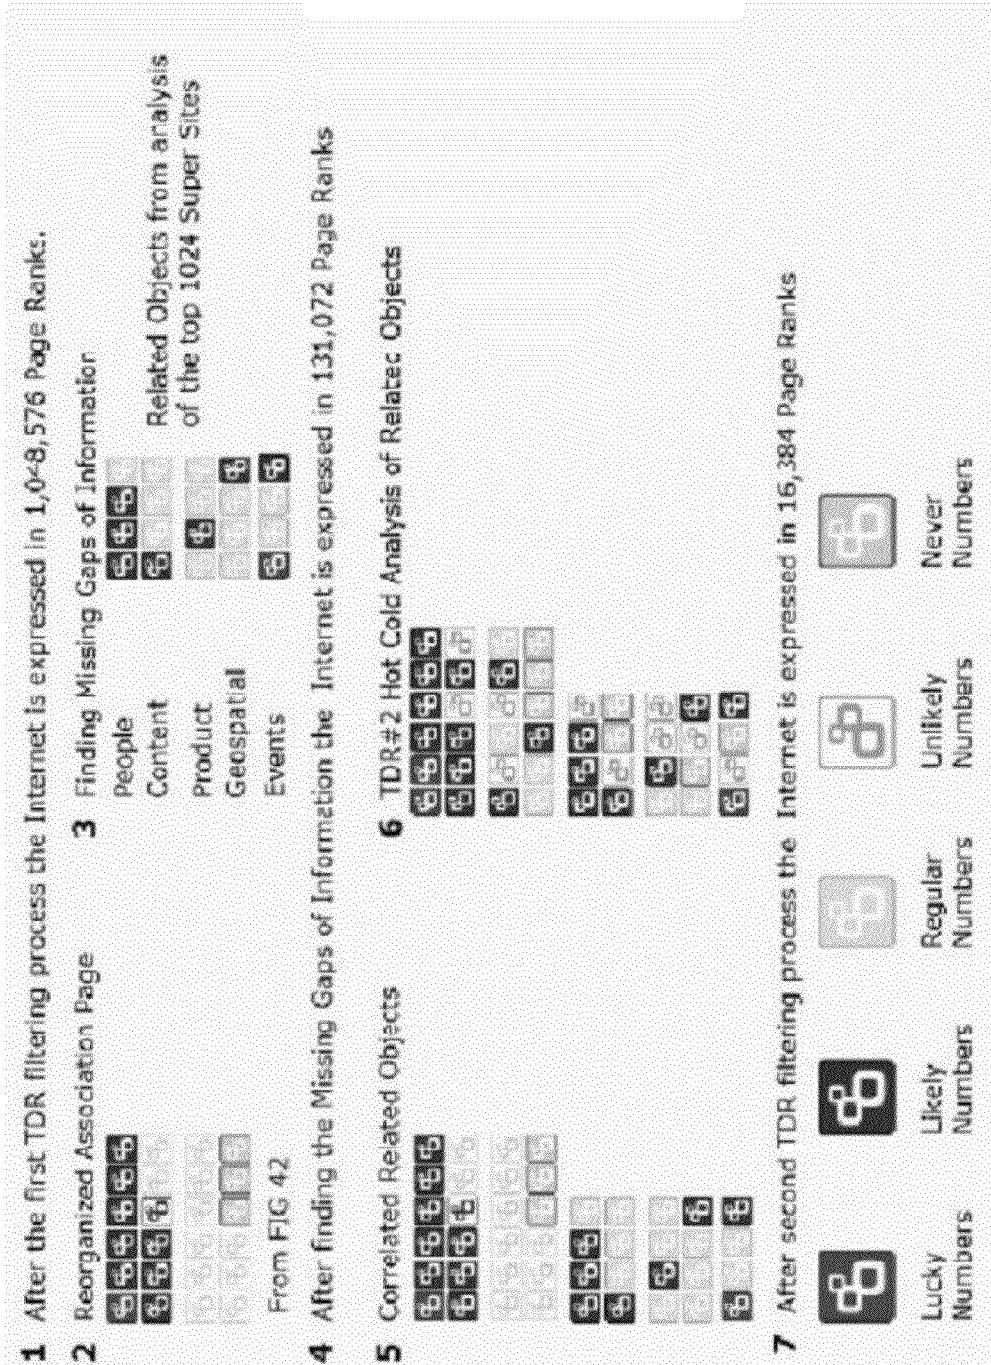 1 After the first TDR filtering process the Internet is expressed in 1,048,576 Page Ranks.
2 Reorganized Association Page
From FIG 42
3 Finding Missing Gaps of Information
People
Content
Product
Geospatial
Events
Related Objects from analysis
of the top 1024 Super Sites
4 After finding the Missing Gaps of Information the Internet is expressed in 131,072 Page Ranks
5 Correlated Related Objects
6 TDR#2 Hot Cold Analysis of Related Objects
7 After second TDR filtering process the Internet is expressed in 16,384 Page Ranks
Lucky
Numbers
Likely
Numbers
Regular
Numbers
Unlikely
Numbers
Never
Numbers